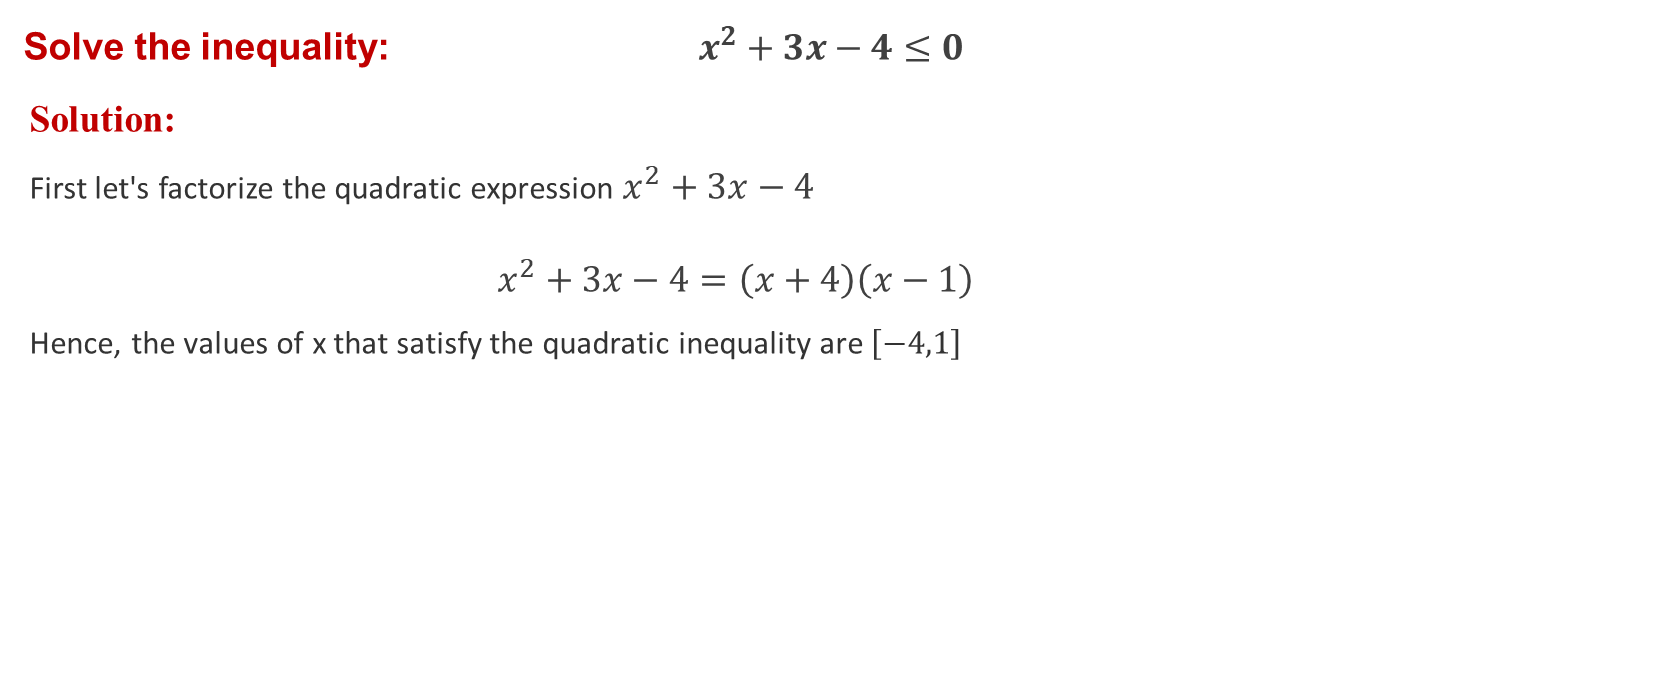 Solve the inequality: x² + 3x − 4 ≤ 0
Solution:
First let's factorize the quadratic expression x² + 3x − 4
x² + 3x − 4 = (x + 4)(x − 1)
Hence, the values of x that satisfy the quadratic inequality are [−4,1]